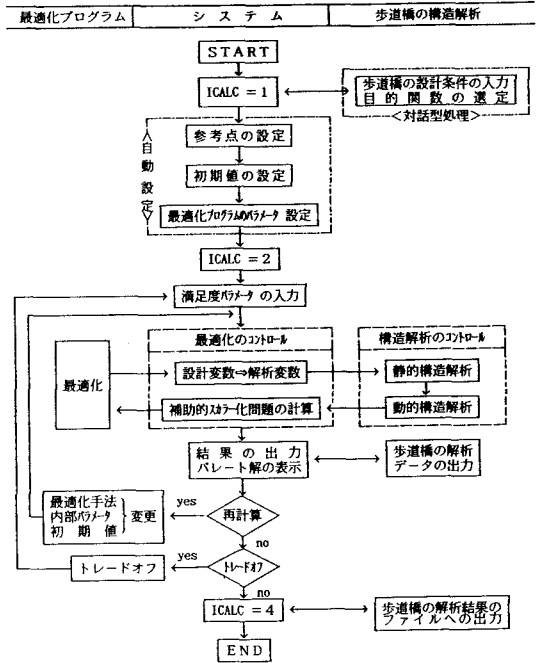 最適化プログラム
システム
歩道橋の構造解析
START
ICALC = 1
歩道橋の設計条件の入力
目的関数の選定
<対話型処理>
<自動設定>
参考点の設定
初期値の設定
最適化プログラムのパラメータ 設定
ICALC = 2
満足度パラメータ の入力
最適化のコントロール
構造解析のコントロール
最適化
設計変数⇒解析変数
静的構造解析
補助的スカラー化問題の計算
動的構造解析
結果の出力
パレート解の表示
歩道橋の解析
データの出力
最適化手法
内部パラメータ
初期値
変更
yes
再計算
no
トレードオフ
yes
トレードオフ
no
ICALC = 4
歩道橋の解析結果の
ファイルへの出力
END